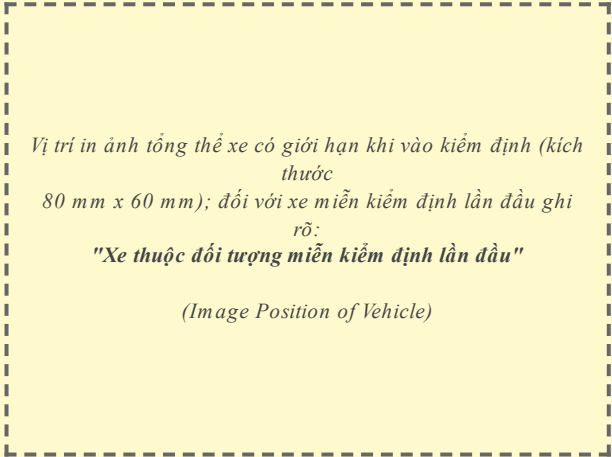 Vị trí in ảnh tổng thể xe có giới hạn khi vào kiểm định (kích
thước
80 mm x 60 mm); đối với xe miễn kiểm định lần đầu ghi
rõ:
"Xe thuộc đối tượng miễn kiểm định lần đầu"
(Image Position of Vehicle)